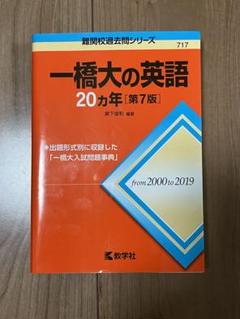 難関校過去問シリーズ
717
一橋大の英語
20カ年[第7版]
編著
出題形式別に収録した
「一橋大入試問題事典」
from 2000 to 2019
教学社